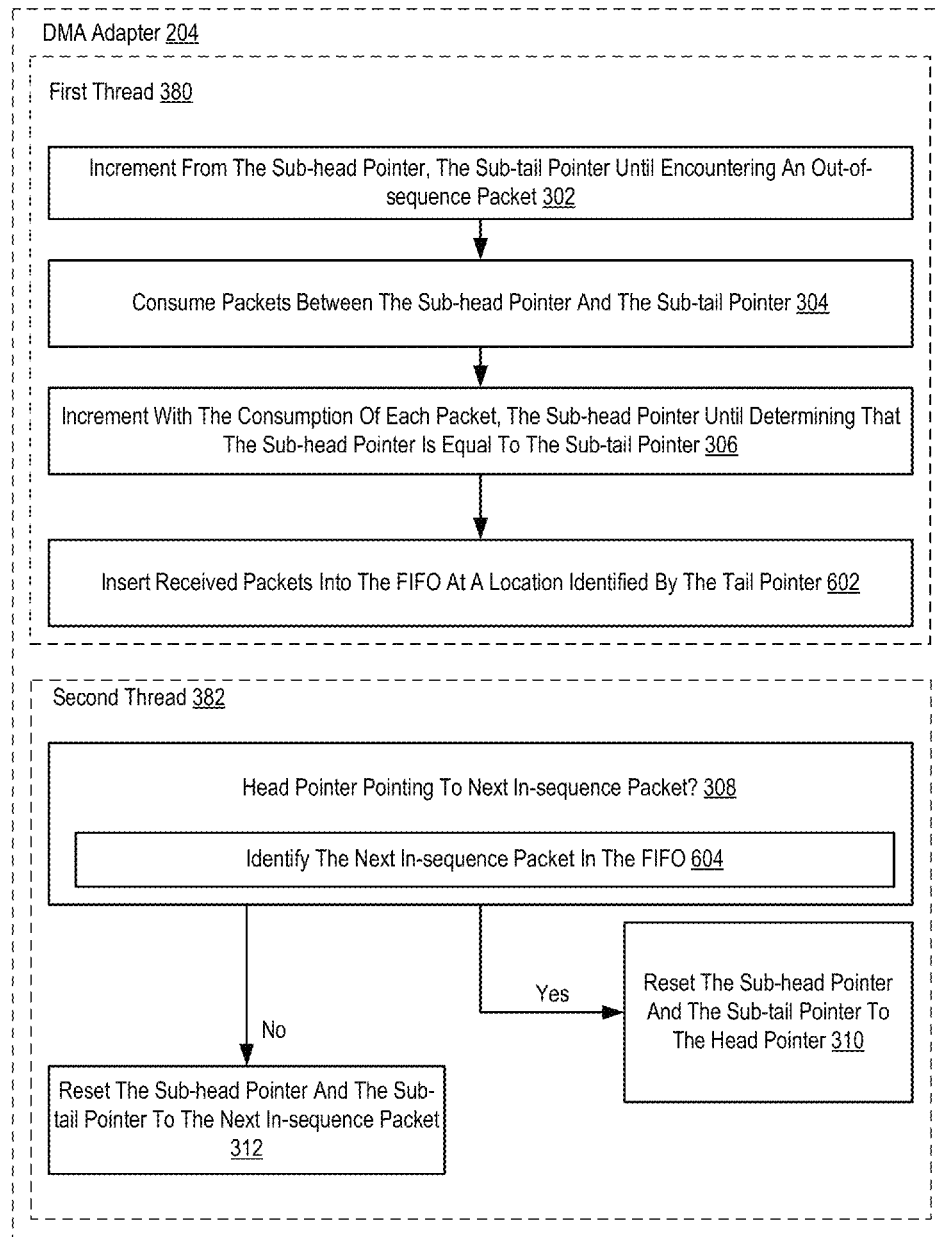 DMA Adapter 204
First Thread 380
Increment From The Sub-head Pointer, The Sub-tail Pointer Until Encountering An Out-of-
sequence Packet 302
Consume Packets Between The Sub-head Pointer And The Sub-tail Pointer 304
Increment With The Consumption Of Each Packet, The Sub-head Pointer Until Determining That
The Sub-head Pointer Is Equal To The Sub-tail Pointer 306
Insert Received Packets Into The FIFO At A Location Identified By The Tail Pointer 602
Second Thread 382
Head Pointer Pointing To Next In-sequence Packet? 308
Identify The Next In-sequence Packet In The FIFO 604
Yes
Reset The Sub-head Pointer
And The Sub-tail Pointer To
The Head Pointer 310
No
Reset The Sub-head Pointer And The Sub-
tail Pointer To The Next In-sequence Packet
312